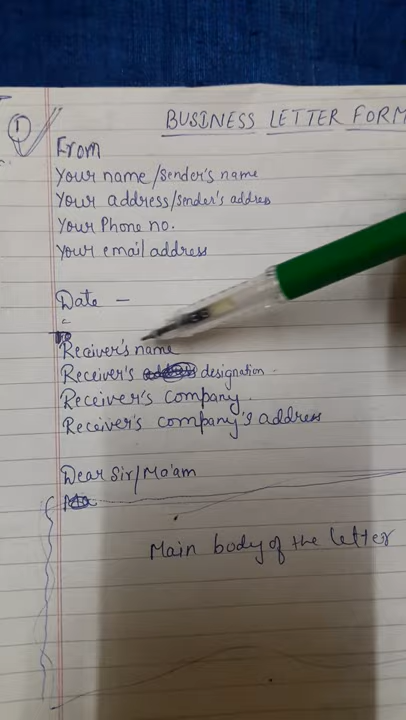 ①
BUSINESS LETTER FORM
From
Your name/Sender's name
Your address/sender's address
Your Phone no.
Your email address
Date –
To
Receiver's name
Receiver's designation
Receiver's company.
Receiver's company's address
Dear Sir/Ma'am
Main body of the letter